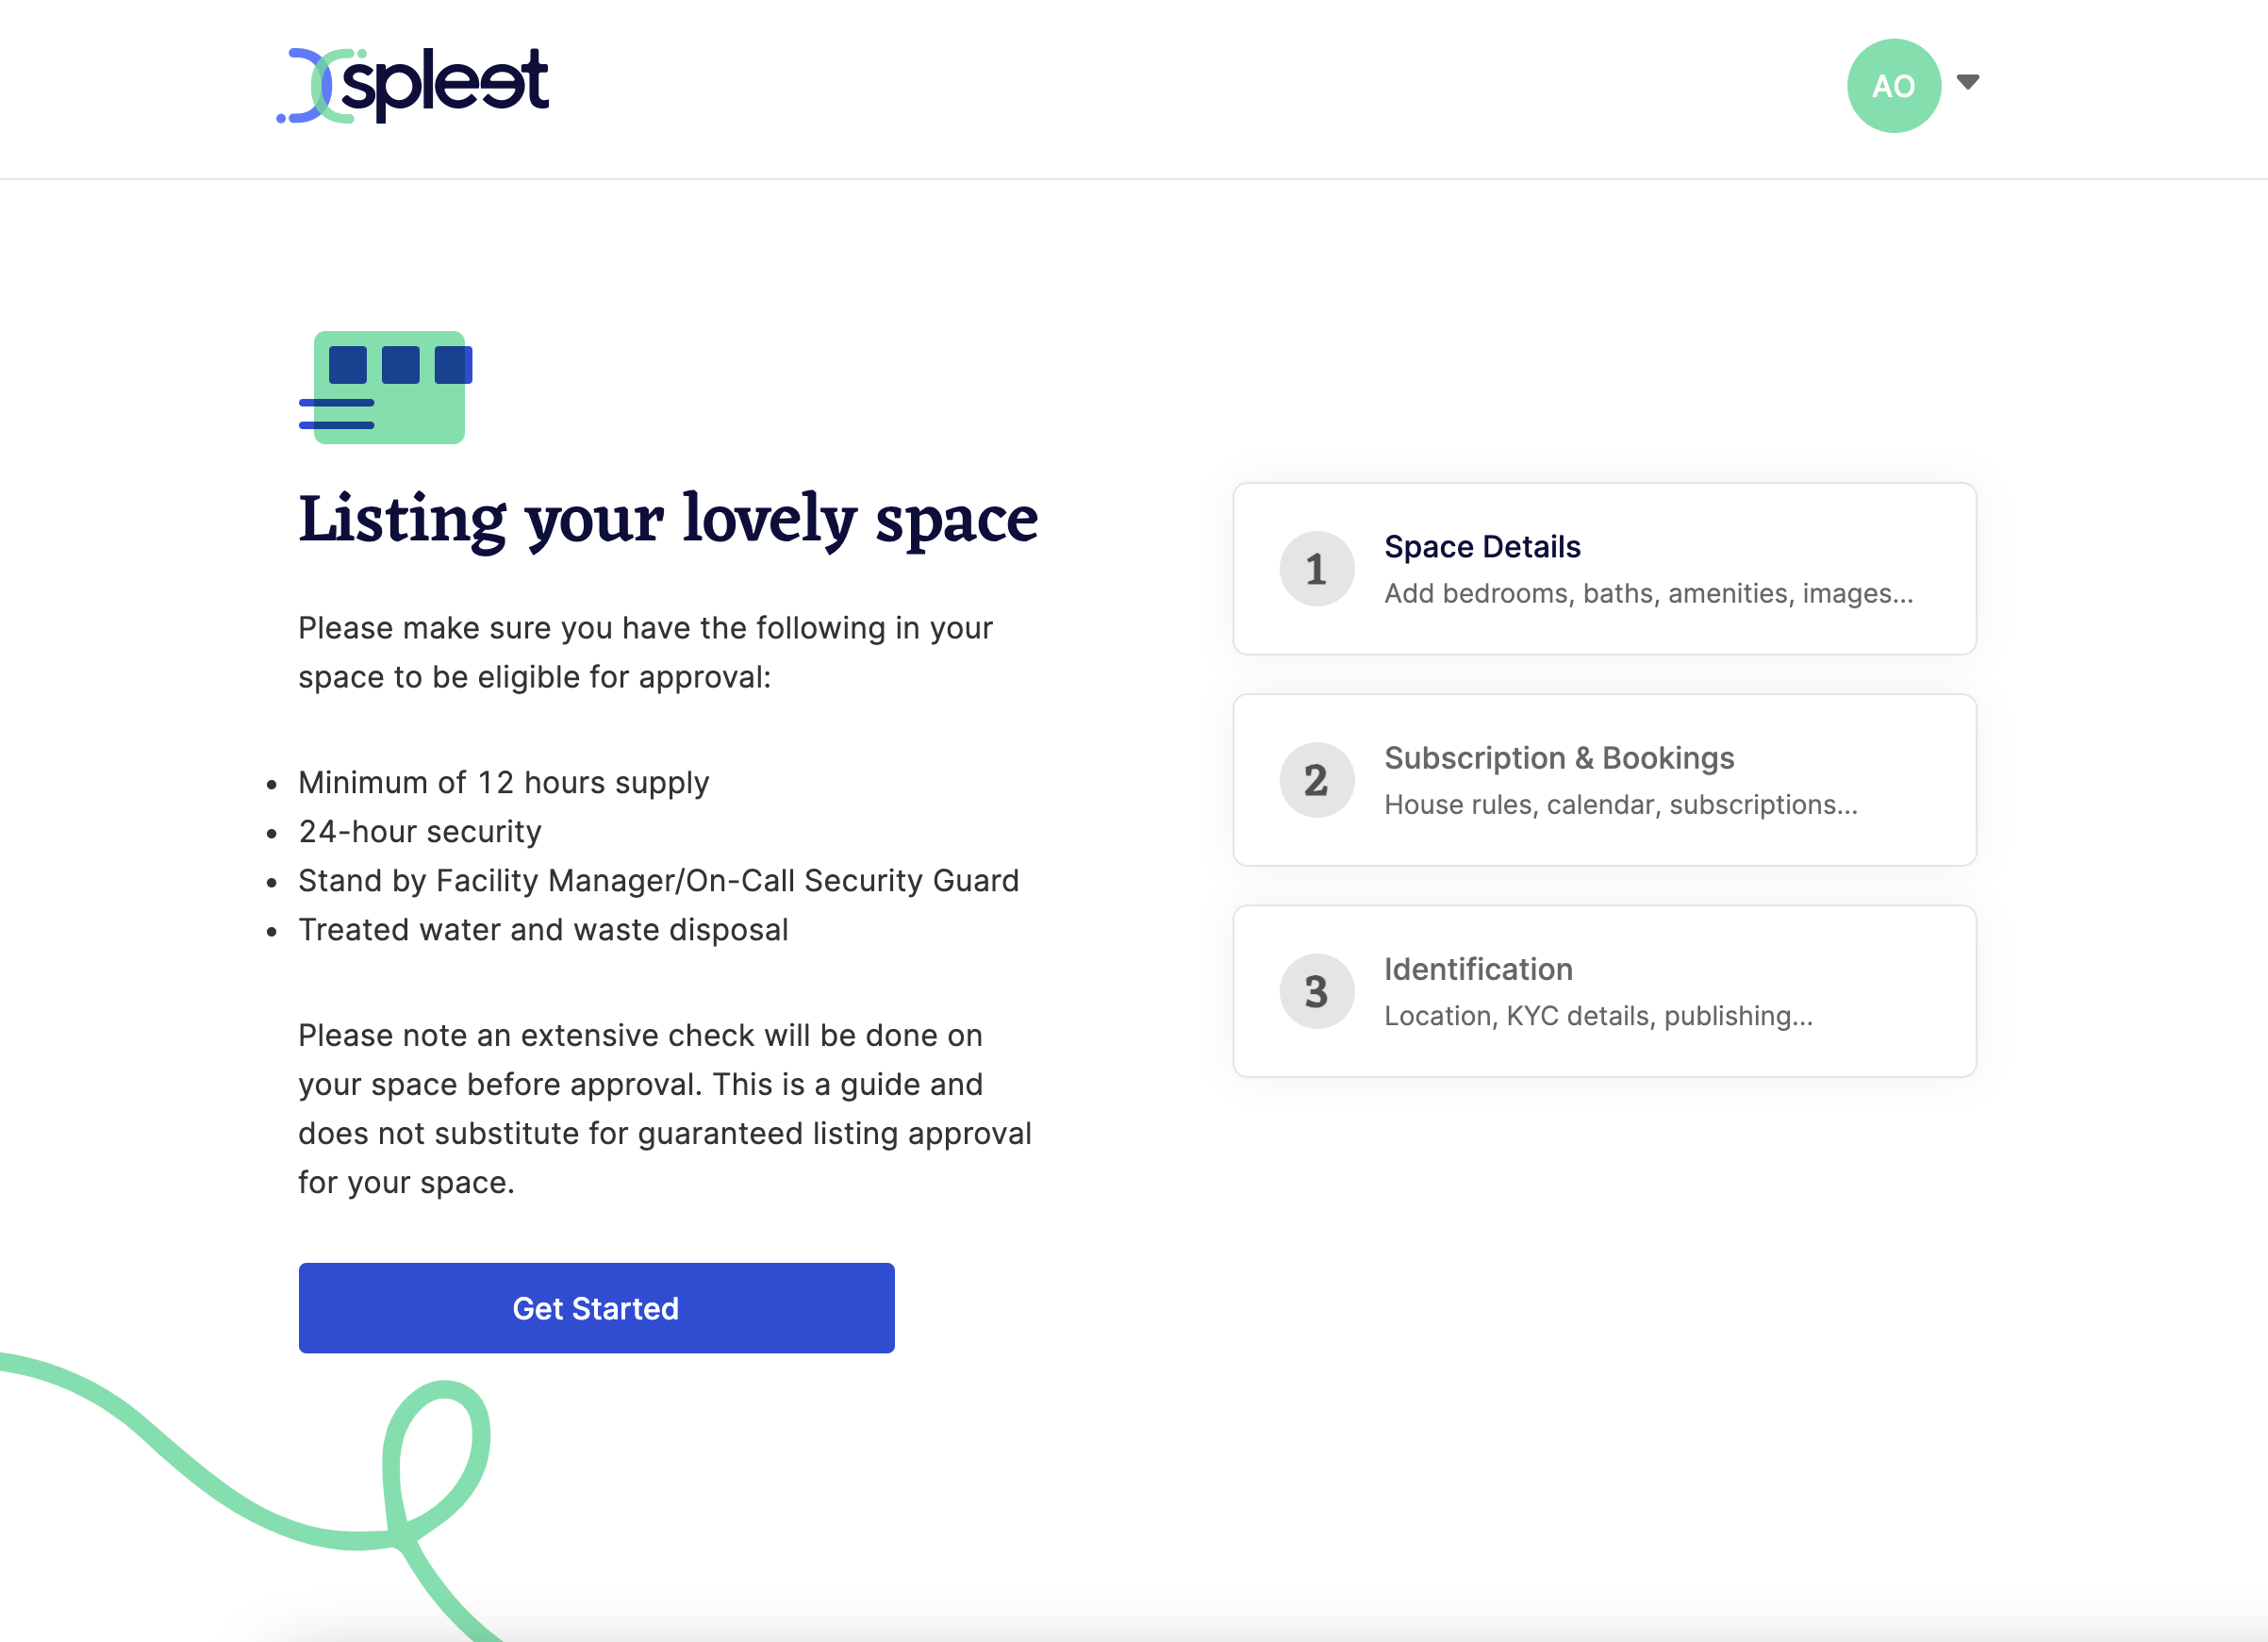 spleet
AO
Listing your lovely space
Please make sure you have the following in your
space to be eligible for approval:
• Minimum of 12 hours supply
• 24-hour security
• Stand by Facility Manager/On-Call Security Guard
• Treated water and waste disposal
Please note an extensive check will be done on
your space before approval. This is a guide and
does not substitute for guaranteed listing approval
for your space.
Get Started
1
Space Details
Add bedrooms, baths, amenities, images...
2
Subscription & Bookings
House rules, calendar, subscriptions...
3
Identification
Location, KYC details, publishing...